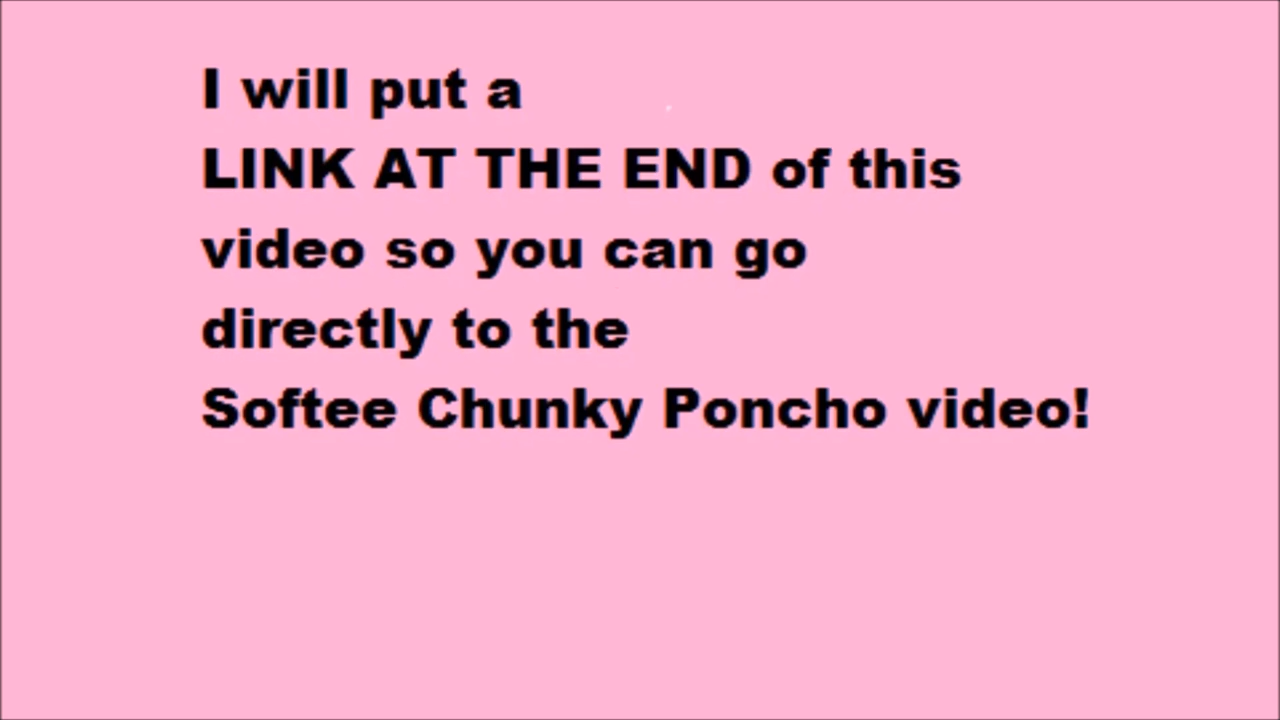 I will put a
LINK AT THE END of this
video so you can go
directly to the
Softee Chunky Poncho video!